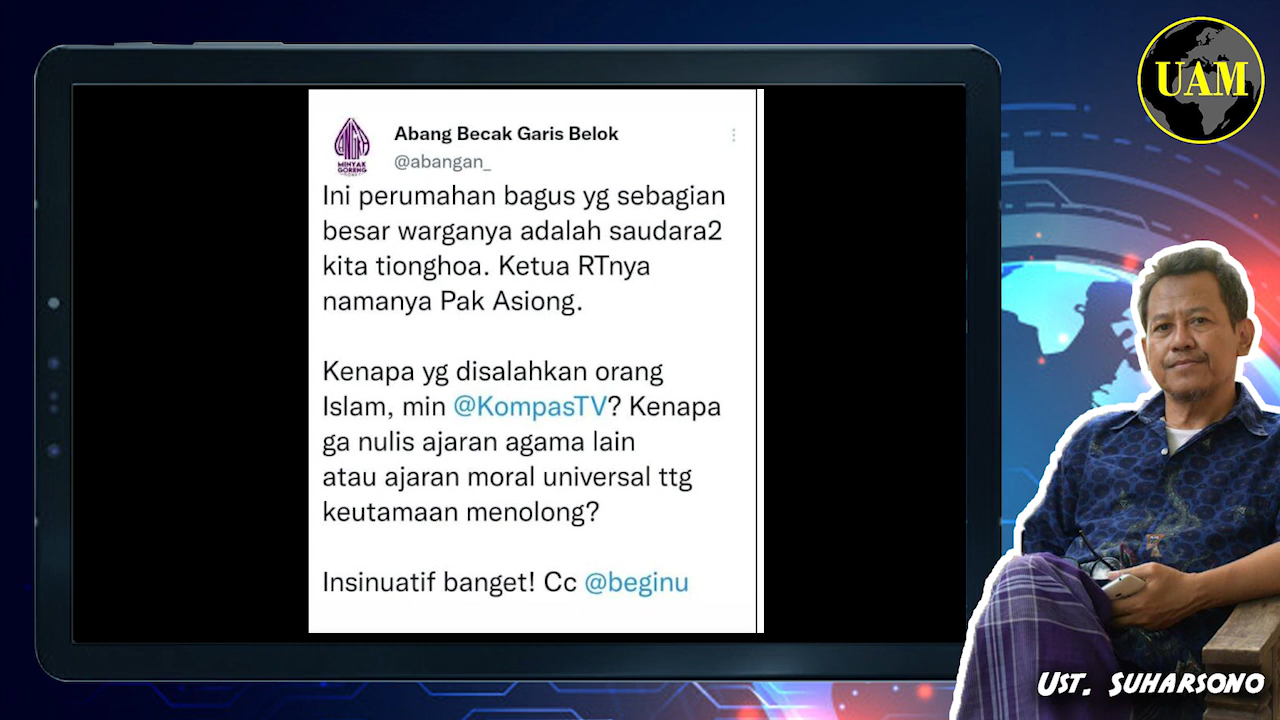 UAM
Abang Becak Garis Belok
@abangan_
MINYAK
GORENG
Ini perumahan bagus yg sebagian
besar warganya adalah saudara2
kita tionghoa. Ketua RTnya
namanya Pak Asiong.
Kenapa yg disalahkan orang
Islam, min @KompasTV? Kenapa
ga nulis ajaran agama lain
atau ajaran moral universal ttg
keutamaan menolong?
Insinuatif banget! Cc @beginu
Ust. Suharsono